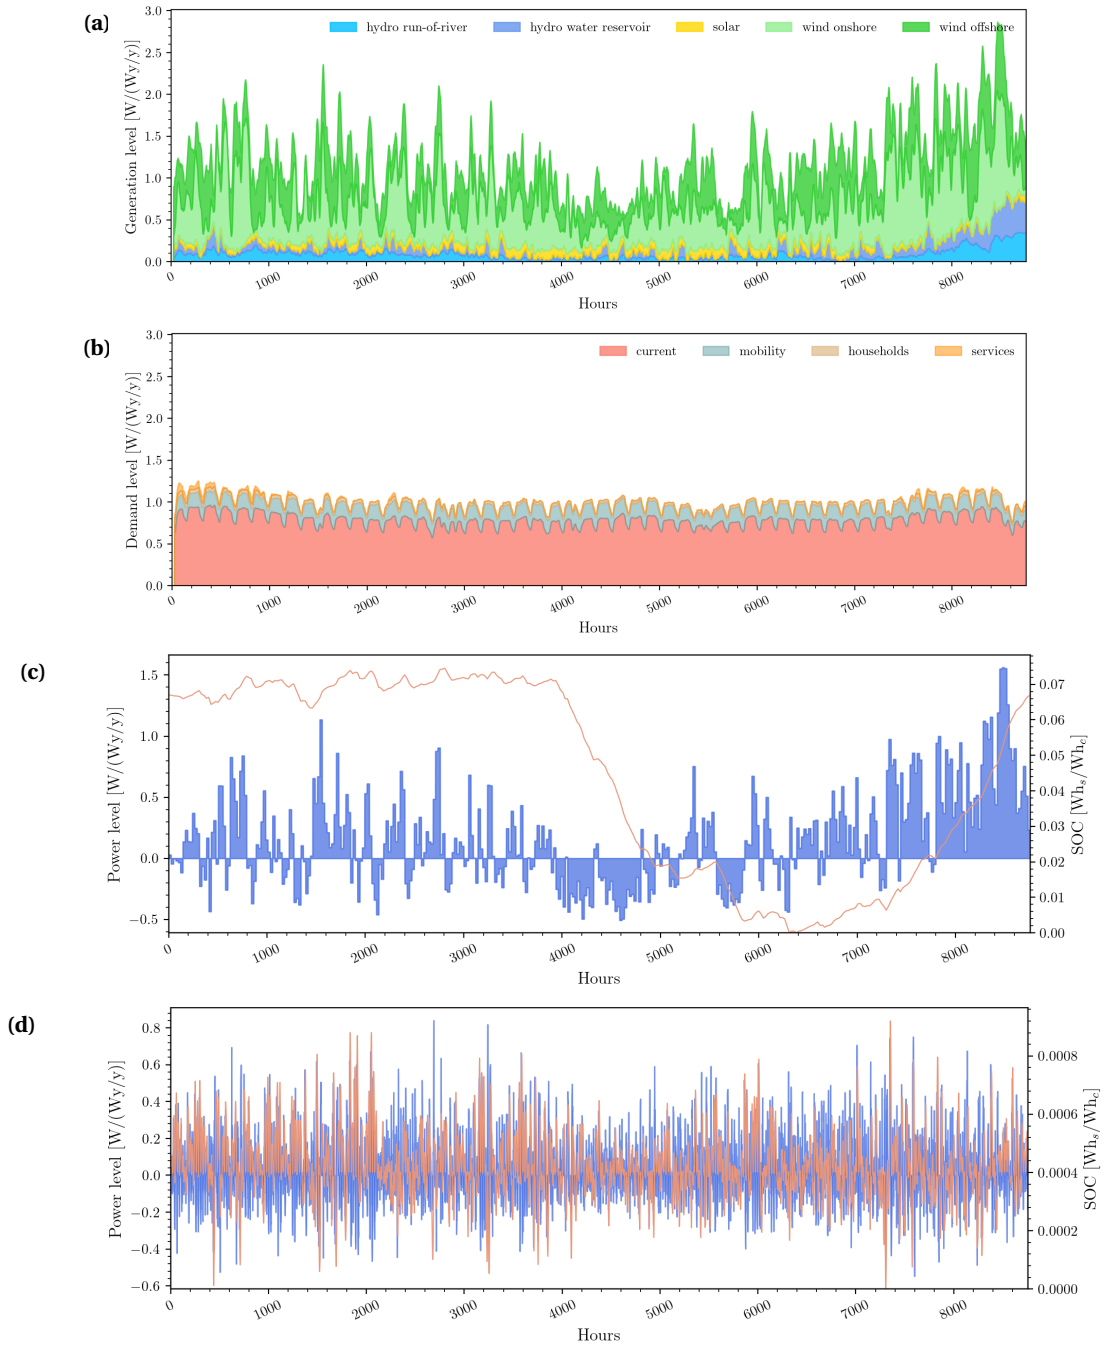 (a)
hydro run-of-river hydro water reservoir solar wind onshore wind offshore
Generation level [W/(Wy/y)]
3.0
2.5
2.0
1.5
1.0
0.5
0.0
0 1000 2000 3000 4000 5000 6000 7000 8000
Hours
(b)
current mobility households services
Demand level [W/(Wy/y)]
3.0
2.5
2.0
1.5
1.0
0.5
0.0
0 1000 2000 3000 4000 5000 6000 7000 8000
Hours
(c)
Power level [W/(Wy/y)]
1.5
1.0
0.5
0.0
−0.5
0.07
0.06
0.05
0.04
0.03
0.02
0.01
0.00
SOC [Wh$_s$/Wh$_c$]
0 1000 2000 3000 4000 5000 6000 7000 8000
Hours
(d)
Power level [W/(Wy/y)]
0.8
0.6
0.4
0.2
0.0
−0.2
−0.4
−0.6
0.0008
0.0006
0.0004
0.0002
0.0000
SOC [Wh$_s$/Wh$_c$]
0 1000 2000 3000 4000 5000 6000 7000 8000
Hours